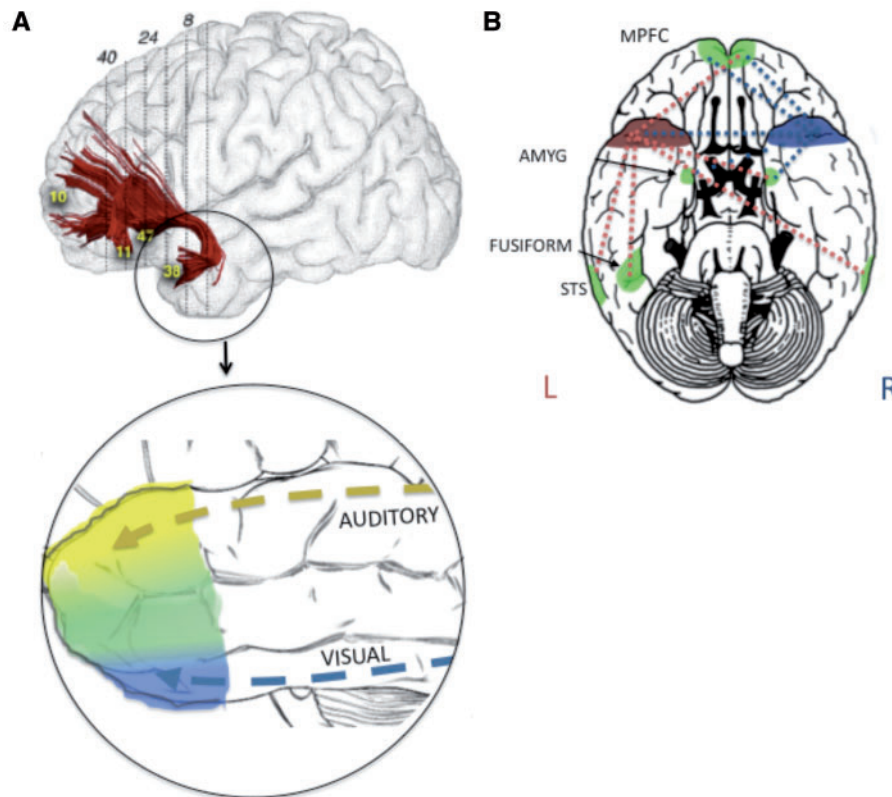 A
8
24
40
10
47
11
38
AUDITORY
VISUAL
B
MPFC
AMYG
FUSIFORM
STS
L
R